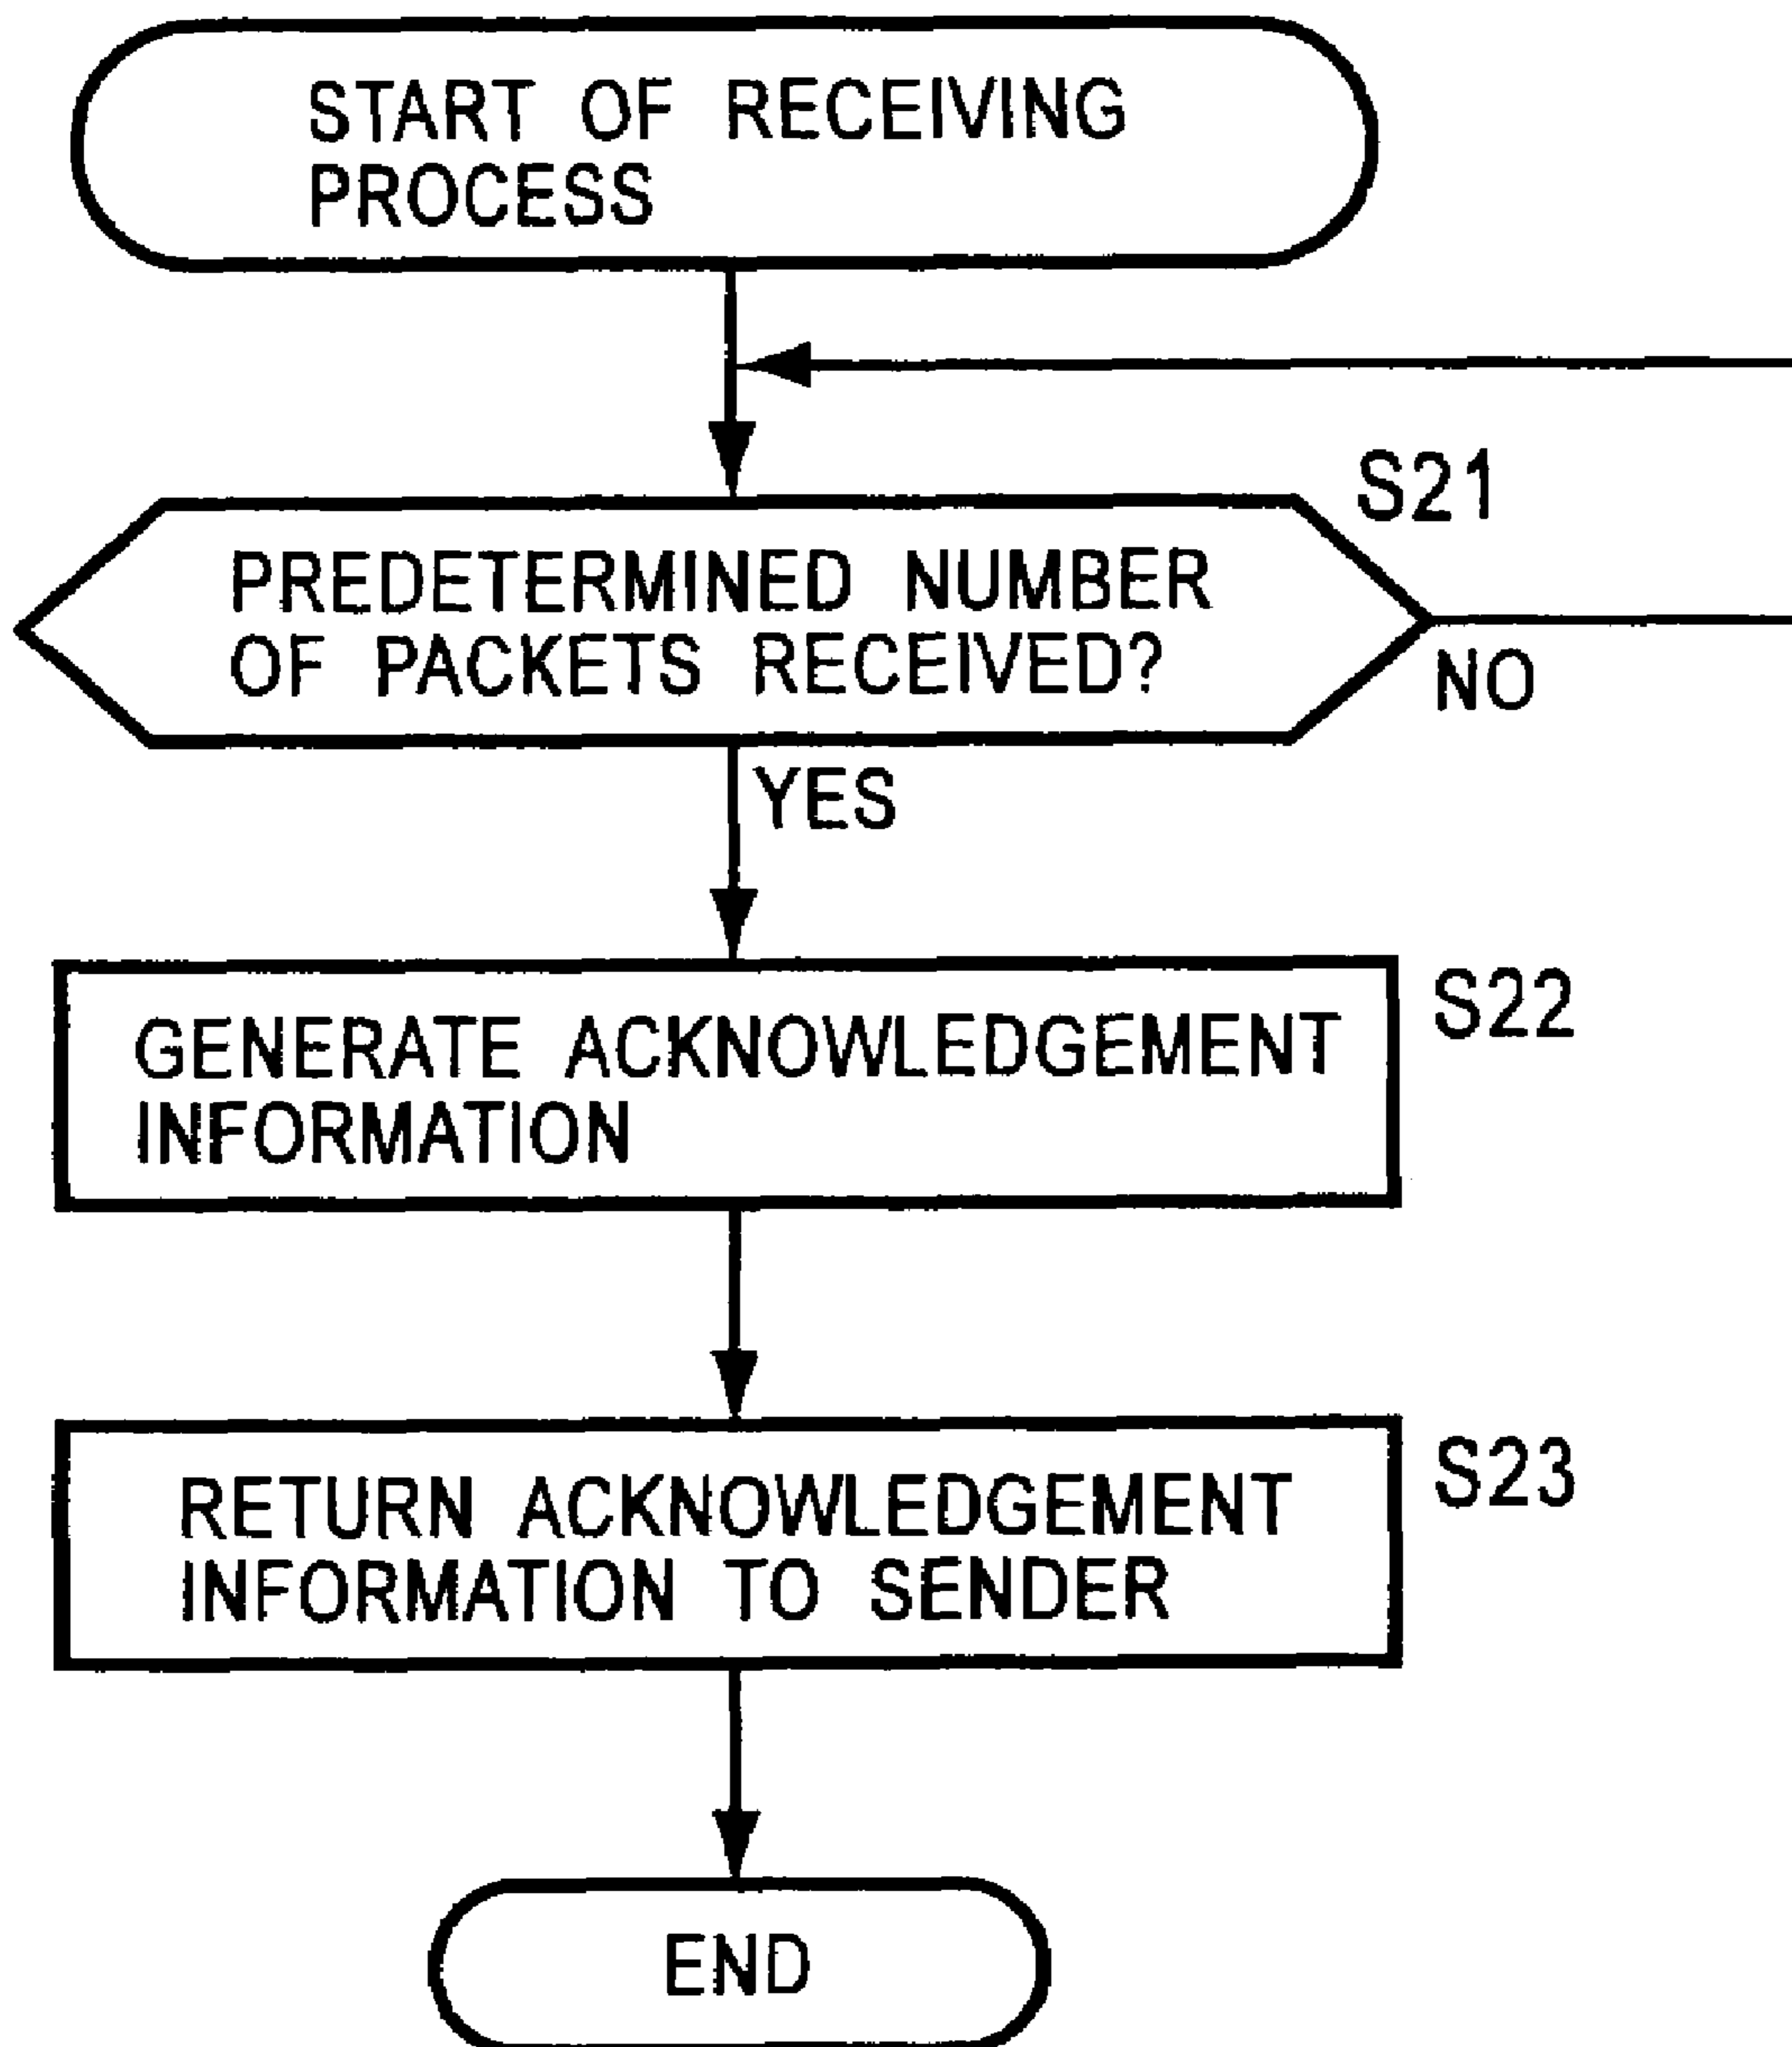 START OF RECEIVING
PROCESS
S21
PREDETERMINED NUMBER
OF PACKETS RECEIVED?
NO
YES
S22
GENERATE ACKNOWLEDGEMENT
INFORMATION
S23
RETURN ACKNOWLEDGEMENT
INFORMATION TO SENDER
END